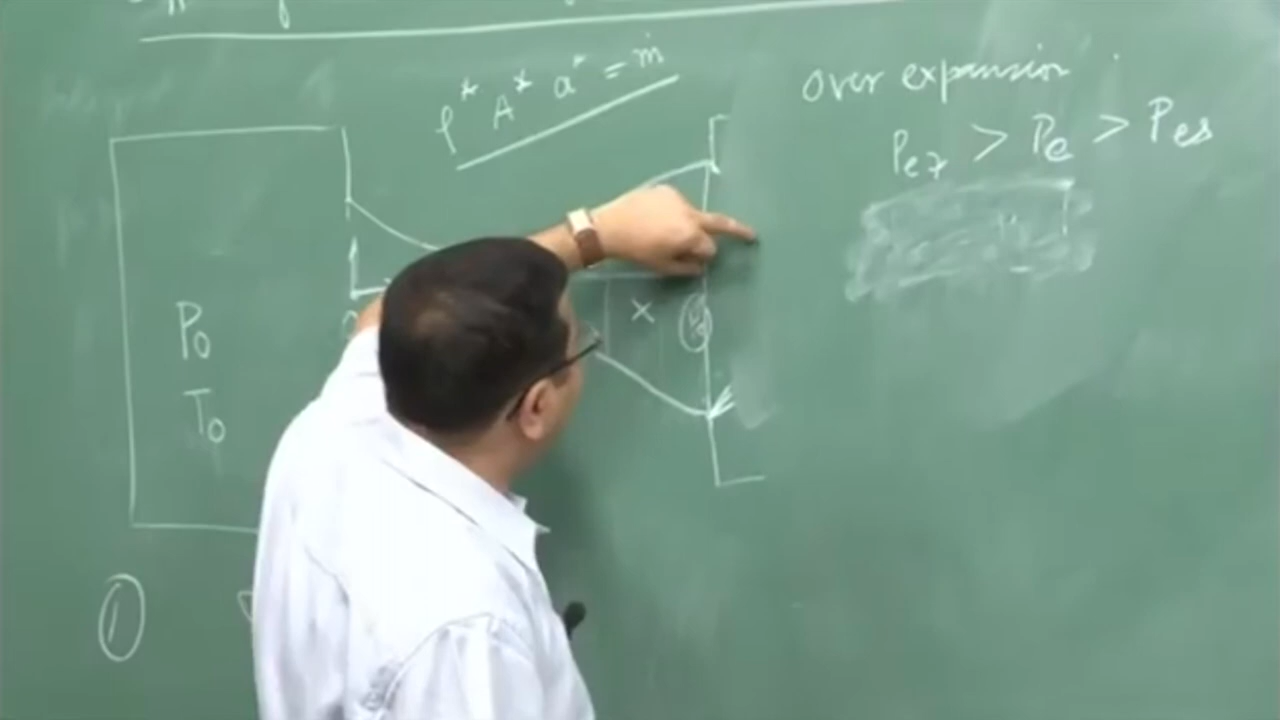 ρ* A* a* = ṁ
over expansion
Pe7 > Pe > Pes
P0
T0
x
①